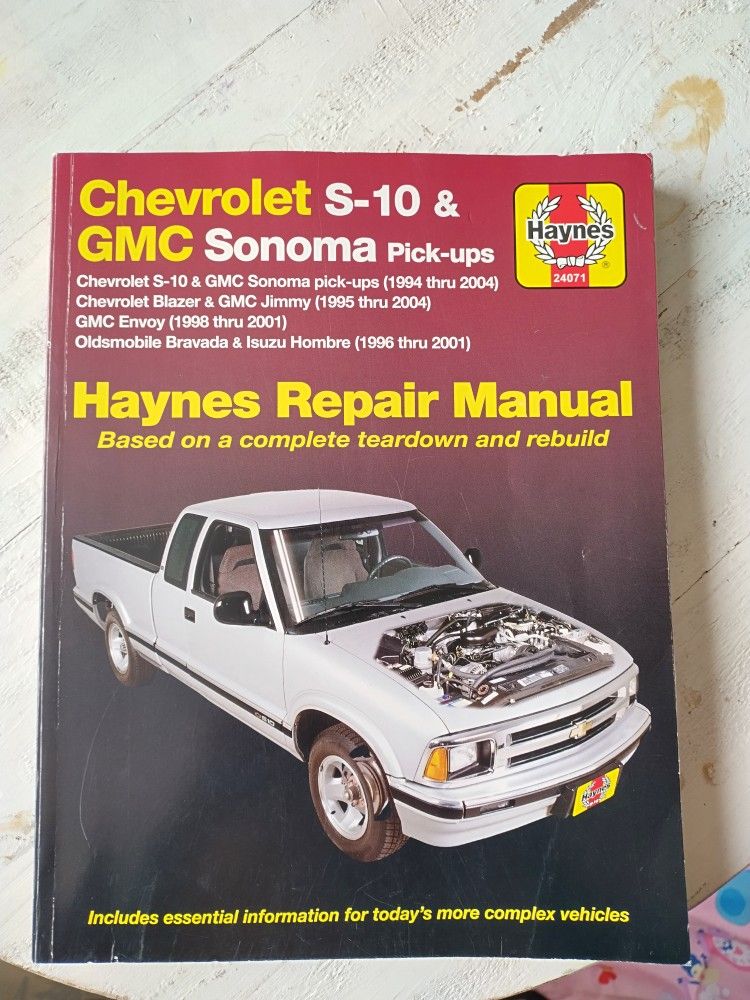 Chevrolet S-10 &
GMC Sonoma Pick-ups
Haynes
®
24071
Chevrolet S-10 & GMC Sonoma pick-ups (1994 thru 2004)
Chevrolet Blazer & GMC Jimmy (1995 thru 2004)
GMC Envoy (1998 thru 2001)
Oldsmobile Bravada & Isuzu Hombre (1996 thru 2001)
Haynes Repair Manual
Based on a complete teardown and rebuild
Haynes
Includes essential information for today's more complex vehicles